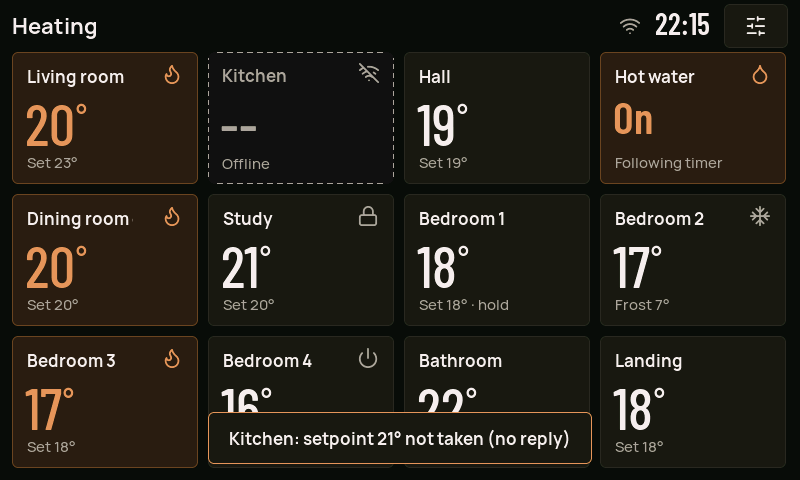 Heating
22:15
Living room
20°
Set 23°
Kitchen
--
Offline
Hall
19°
Set 19°
Hot water
On
Following timer
Dining room
20°
Set 20°
Study
21°
Set 20°
Bedroom 1
18°
Set 18° · hold
Bedroom 2
17°
Frost 7°
Bedroom 3
17°
Set 18°
Bedroom 4
16°
Bathroom
22°
Landing
18°
Set 18°
Kitchen: setpoint 21° not taken (no reply)